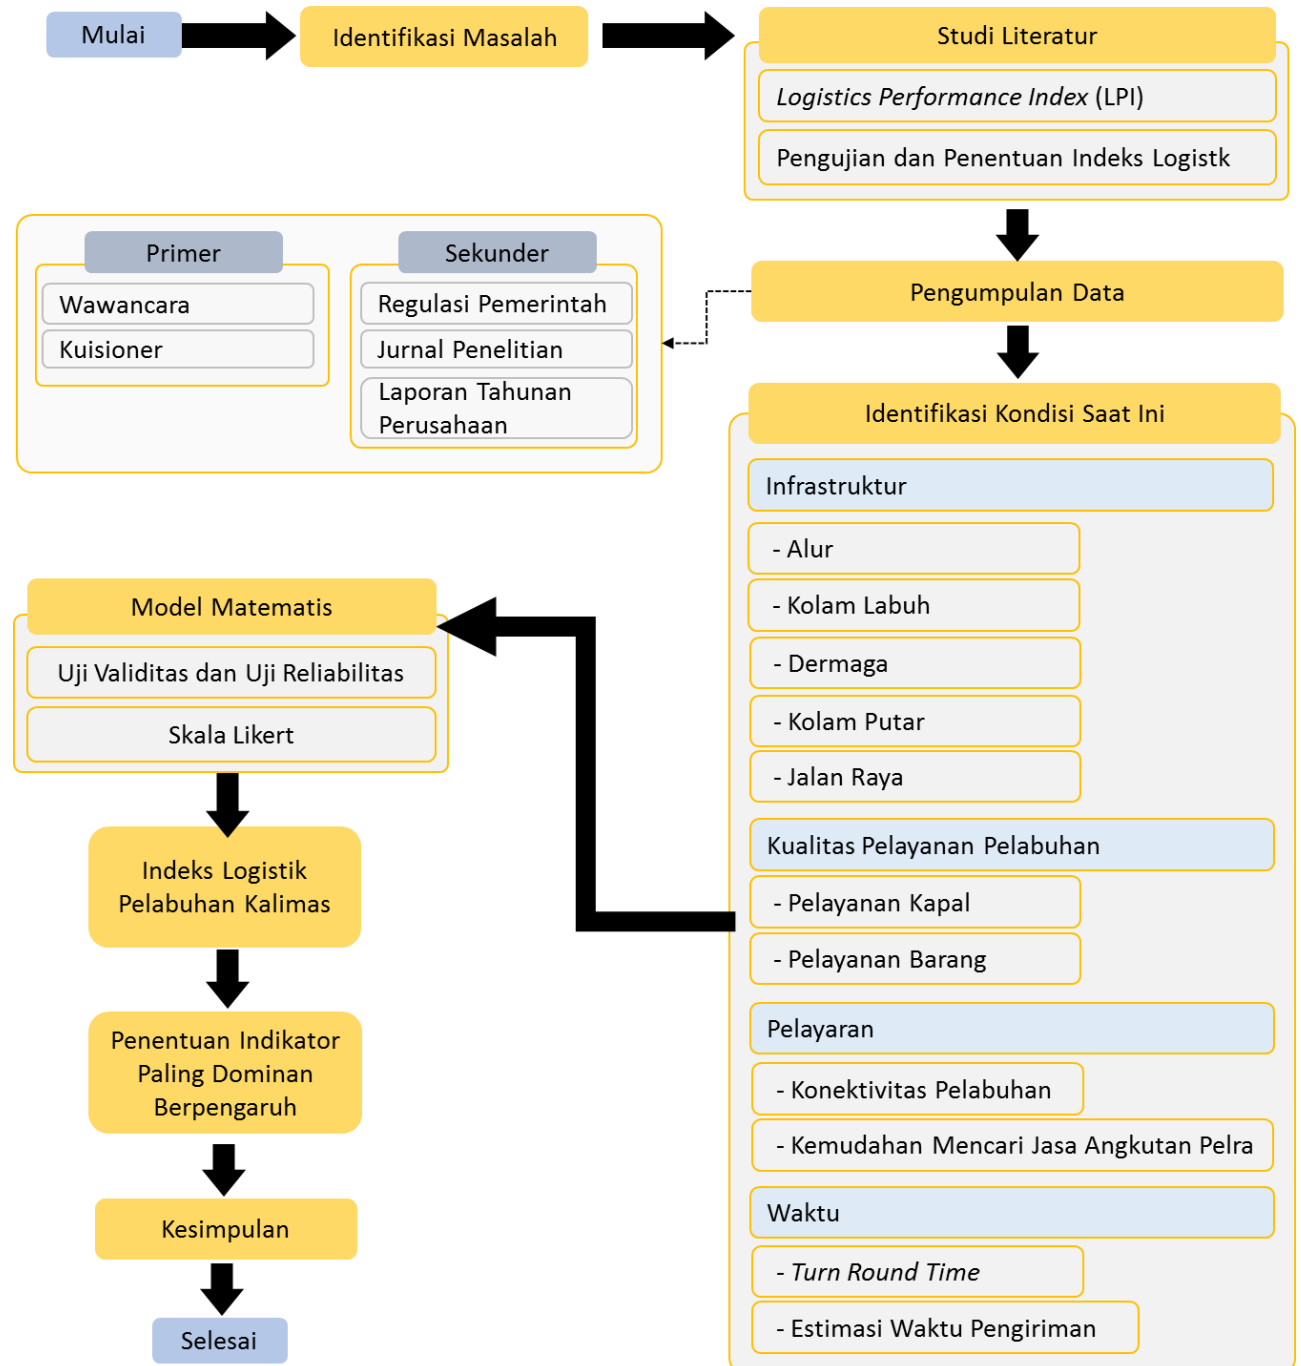 Mulai
Identifikasi Masalah
Studi Literatur
Logistics Performance Index (LPI)
Pengujian dan Penentuan Indeks Logistk
Pengumpulan Data
Primer
Wawancara
Kuisioner
Sekunder
Regulasi Pemerintah
Jurnal Penelitian
Laporan Tahunan
Perusahaan
Identifikasi Kondisi Saat Ini
Infrastruktur
- Alur
- Kolam Labuh
- Dermaga
- Kolam Putar
- Jalan Raya
Kualitas Pelayanan Pelabuhan
- Pelayanan Kapal
- Pelayanan Barang
Pelayaran
- Konektivitas Pelabuhan
- Kemudahan Mencari Jasa Angkutan Pelra
Waktu
- Turn Round Time
- Estimasi Waktu Pengiriman
Model Matematis
Uji Validitas dan Uji Reliabilitas
Skala Likert
Indeks Logistik
Pelabuhan Kalimas
Penentuan Indikator
Paling Dominan
Berpengaruh
Kesimpulan
Selesai